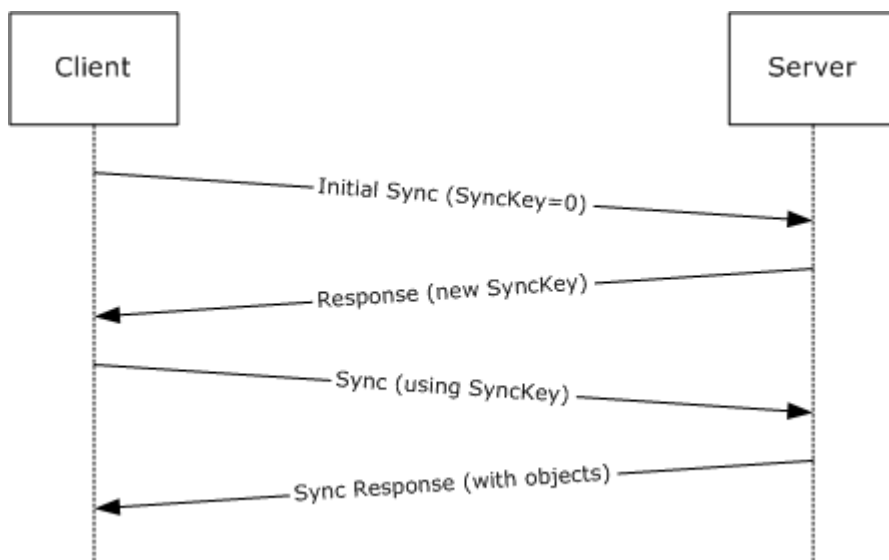 Client
Server
Initial Sync (SyncKey=0)
Response (new SyncKey)
Sync (using SyncKey)
Sync Response (with objects)